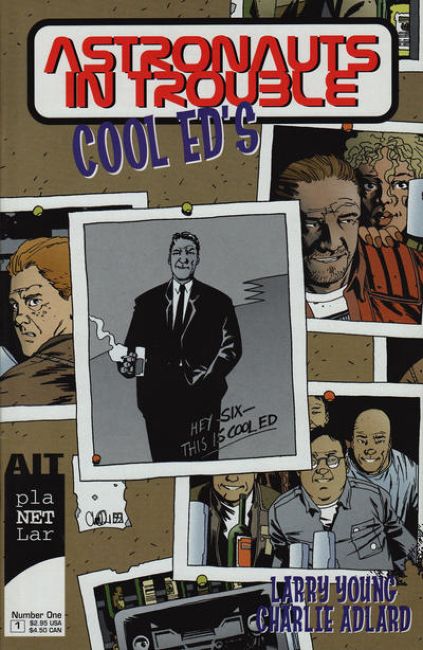 ASTRONAUTS
IN TROUBLE
COOL ED'S
HEY SIX—
THIS IS COOL ED
AIT
pla
NET
Lar
Number One
1
$2.95 USA
$4.50 CAN
LARRY YOUNG
CHARLIE ADLARD